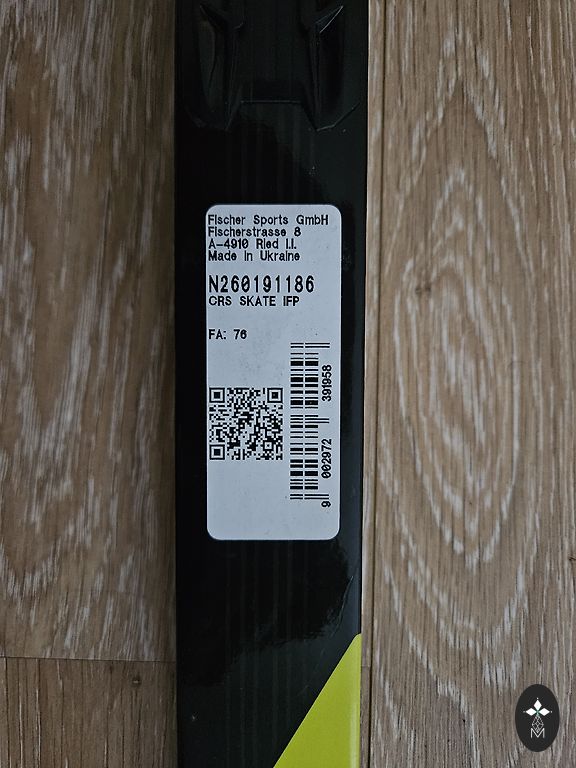 Fischer Sports GmbH
Fischerstrasse 8
A-4910 Ried i.I.
Made in Ukraine
N260191186
CRS SKATE IFP
FA: 76
9 002972 391958
M